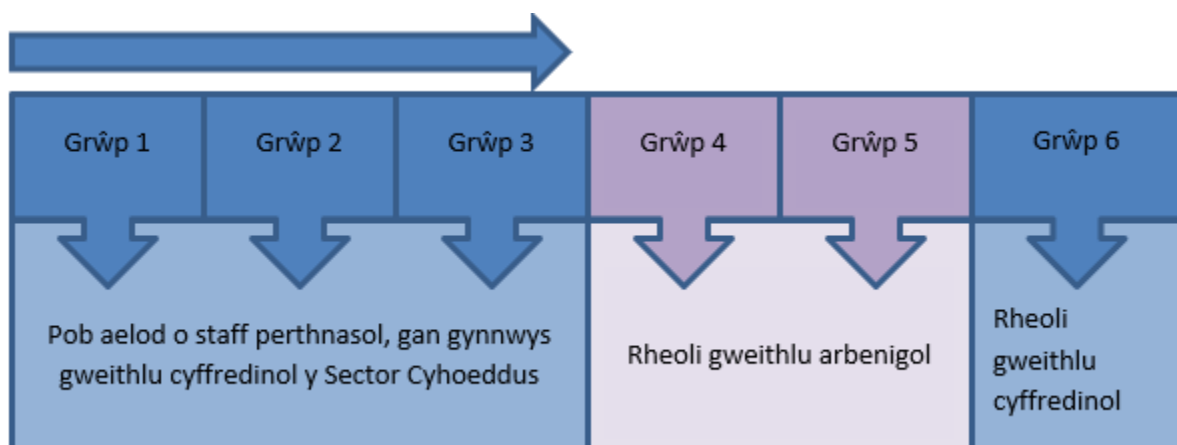 Grŵp 1
Grŵp 2
Grŵp 3
Grŵp 4
Grŵp 5
Grŵp 6
Pob aelod o staff perthnasol, gan gynnwys
gweithlu cyffredinol y Sector Cyhoeddus
Rheoli gweithlu arbenigol
Rheoli
gweithlu
cyffredinol